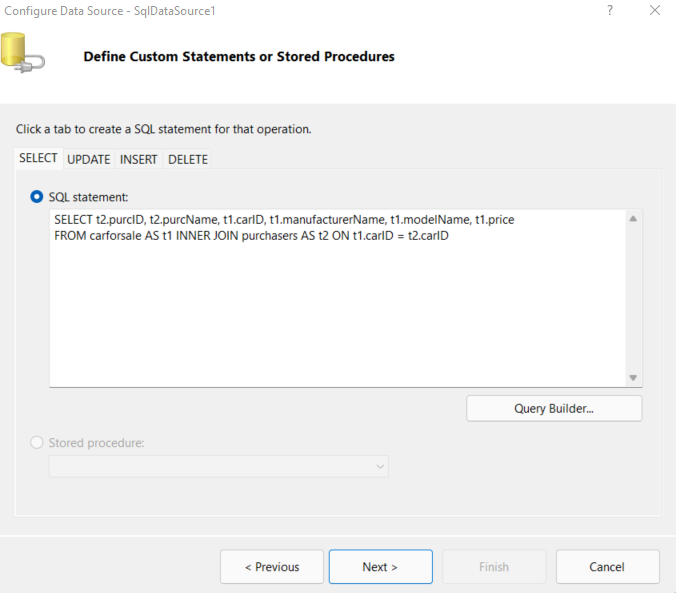 Configure Data Source - SqlDataSource1
?
Define Custom Statements or Stored Procedures
Click a tab to create a SQL statement for that operation.
SELECT UPDATE INSERT DELETE
SQL statement:
SELECT t2.purcID, t2.purcName, t1.carID, t1.manufacturerName, t1.modelName, t1.price
FROM carforsale AS t1 INNER JOIN purchasers AS t2 ON t1.carID = t2.carID
Query Builder...
Stored procedure:
< Previous Next > Finish Cancel